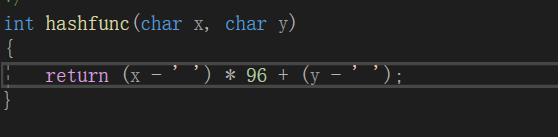 */
int hashfunc(char x, char y)
{
return (x - ' ') * 96 + (y - ' ');
}